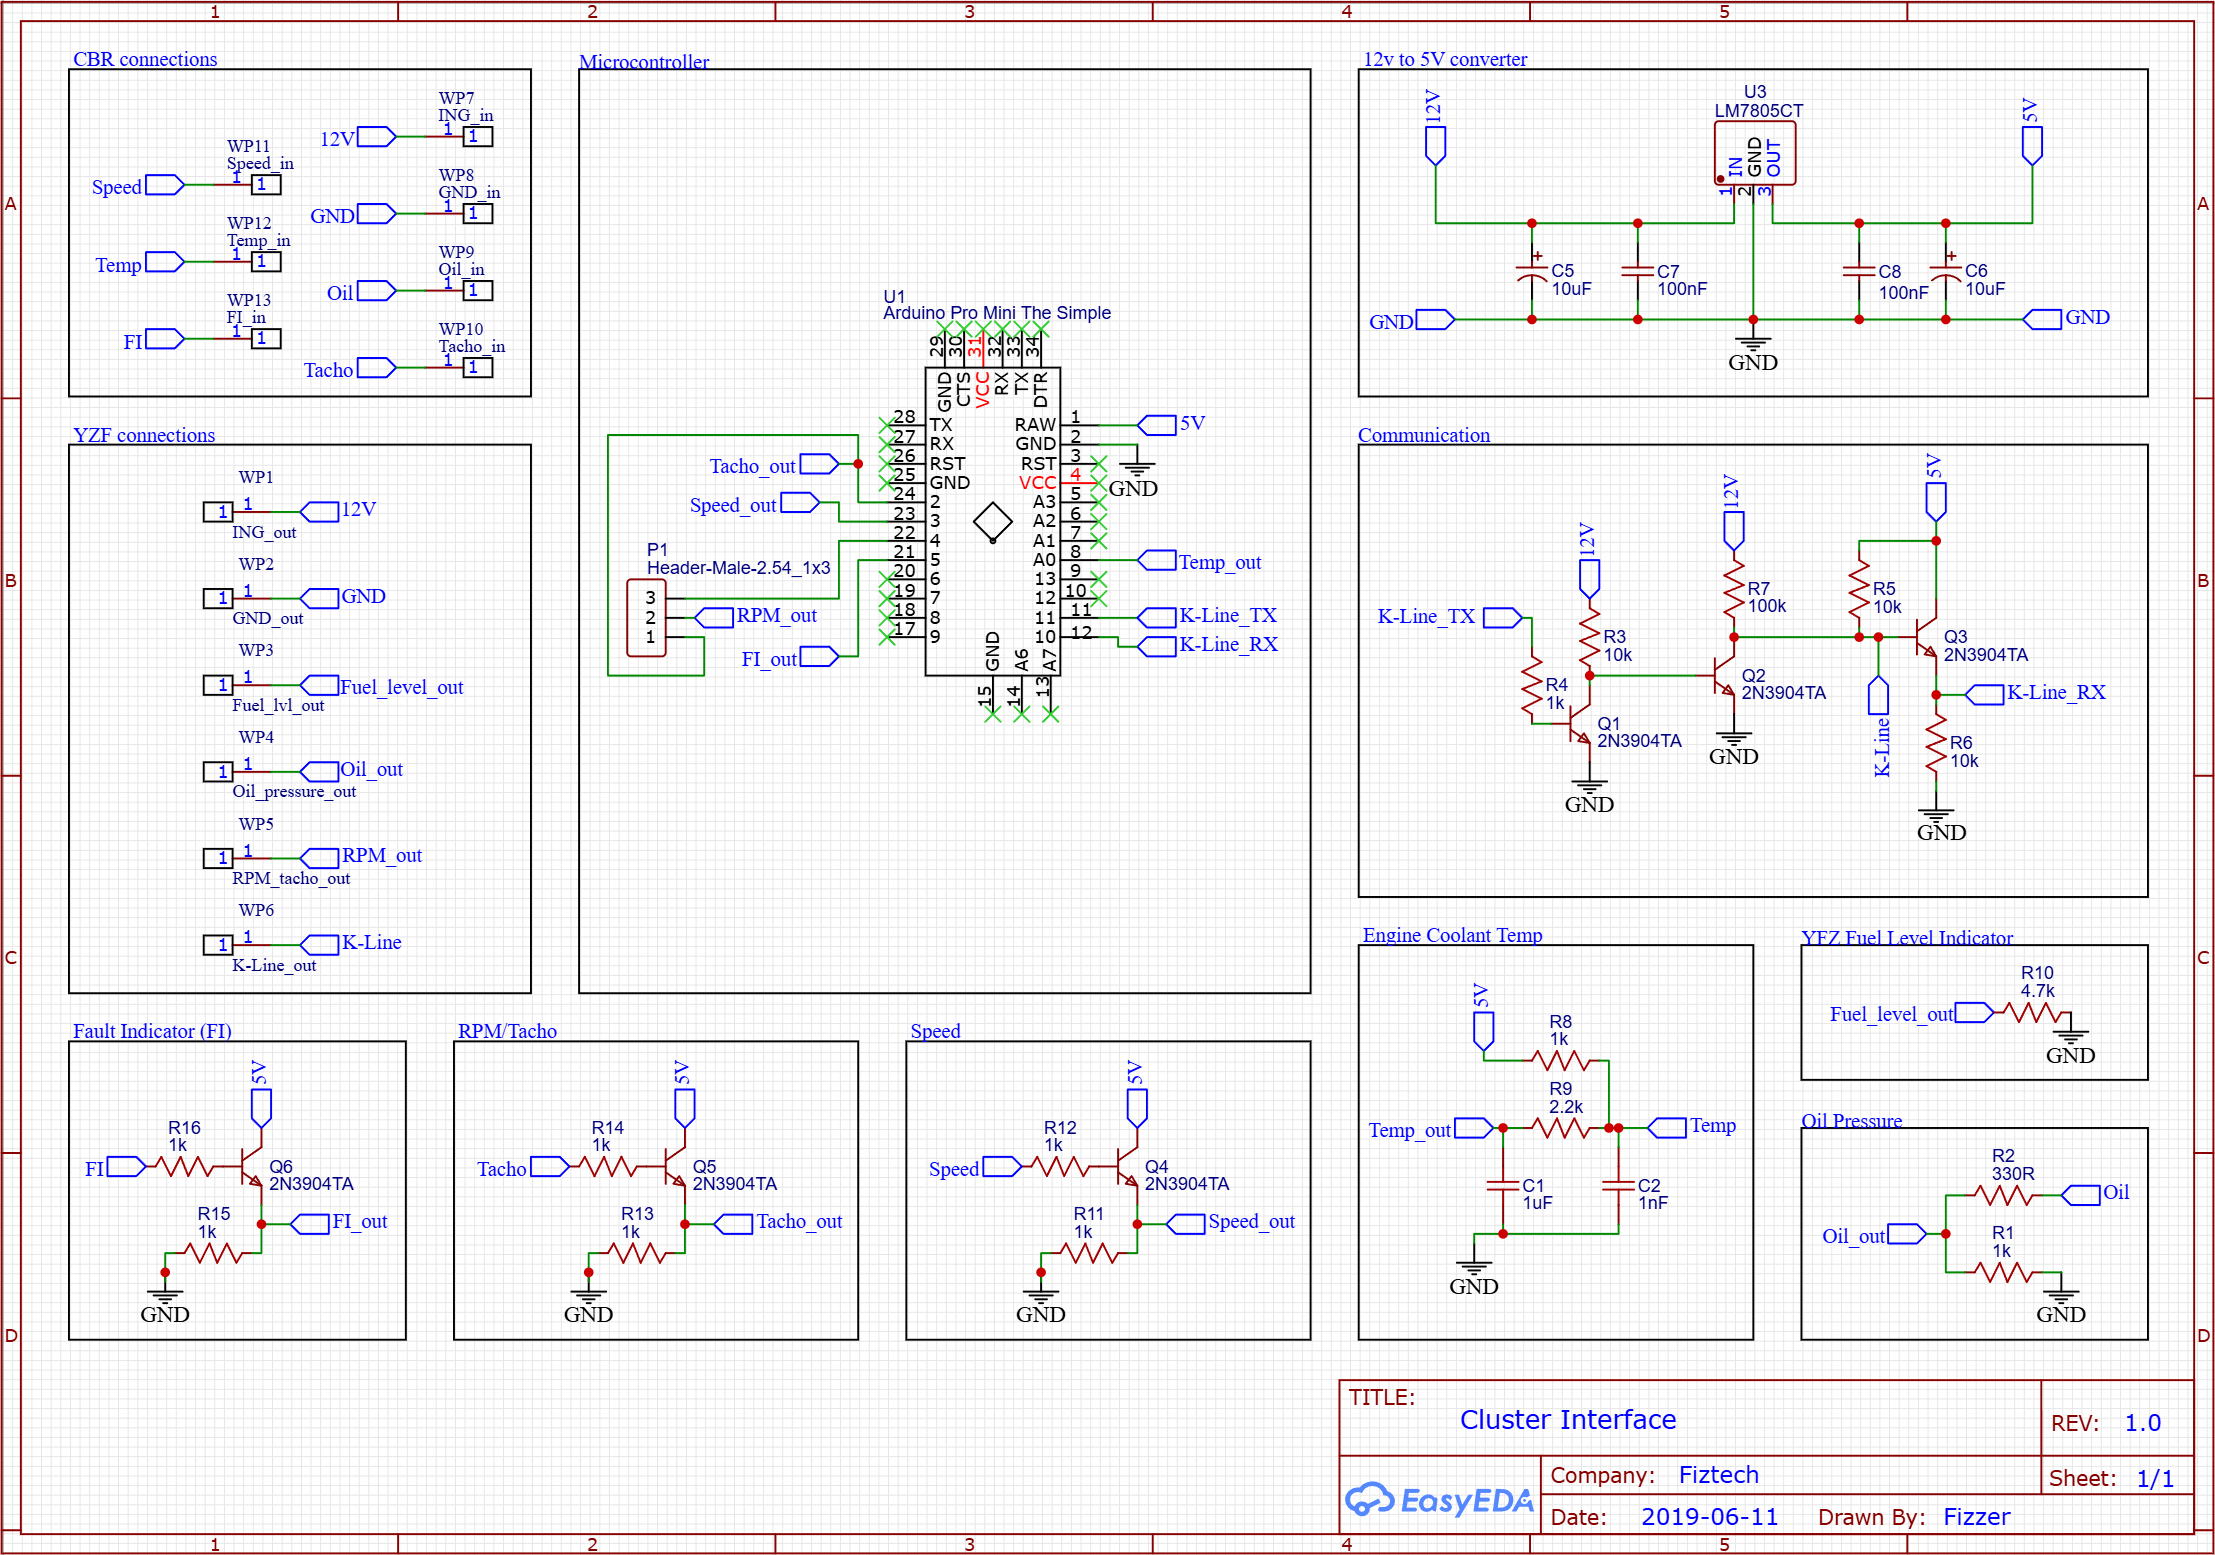 1 2 3 4 5
A
B
C
D
A
B
C
D
1 2 3 4 5
CBR connections
WP7
ING_in
12V 1 1
WP11
Speed_in
Speed 1 1
WP8
GND_in
GND 1 1
WP12
Temp_in
Temp 1 1
WP9
Oil_in
Oil 1 1
WP13
FI_in
FI 1 1
WP10
Tacho_in
Tacho 1 1
YZF connections
WP1
1 1 12V
ING_out
WP2
1 1 GND
GND_out
WP3
1 1 Fuel_level_out
Fuel_lvl_out
WP4
1 1 Oil_out
Oil_pressure_out
WP5
1 1 RPM_out
RPM_tacho_out
WP6
1 1 K-Line
K-Line_out
Microcontroller
U1
Arduino Pro Mini The Simple
29 30 31 32 33 34
GND CTS VCC RX TX DTR
28 TX RAW 1 5V
27 RX GND 2
26 RST RST 3
25 GND VCC 4
24 2 A3 5
23 3 A2 6
22 4 A1 7
21 5 A0 8 Temp_out
20 6 13 9
19 7 12 10
18 8 11 11 K-Line_TX
17 9 10 12 K-Line_RX
GND A6 A7
15 14 13
GND
Tacho_out
Speed_out
P1
Header-Male-2.54_1x3
3
2 RPM_out
1
FI_out
12v to 5V converter
12V
U3
LM7805CT
IN GND OUT
1 2 3
5V
C5
10uF
C7
100nF
C8
100nF
C6
10uF
GND
GND
GND
Communication
K-Line_TX
R4
1k
12V
R3
10k
Q1
2N3904TA
GND
12V
R7
100k
Q2
2N3904TA
GND
R5
10k
K-Line
5V
Q3
2N3904TA
K-Line_RX
R6
10k
GND
Engine Coolant Temp
5V
R8
1k
R9
2.2k
Temp_out Temp
C1
1uF
C2
1nF
GND
YFZ Fuel Level Indicator
R10
4.7k
Fuel_level_out
GND
Oil Pressure
R2
330R
Oil
Oil_out
R1
1k
GND
Fault Indicator (FI)
5V
R16
1k
FI
Q6
2N3904TA
R15
1k
FI_out
GND
RPM/Tacho
5V
R14
1k
Tacho
Q5
2N3904TA
R13
1k
Tacho_out
GND
Speed
5V
R12
1k
Speed
Q4
2N3904TA
R11
1k
Speed_out
GND
TITLE:
Cluster Interface
REV: 1.0
EasyEDA
Company: Fiztech
Sheet: 1/1
Date: 2019-06-11 Drawn By: Fizzer